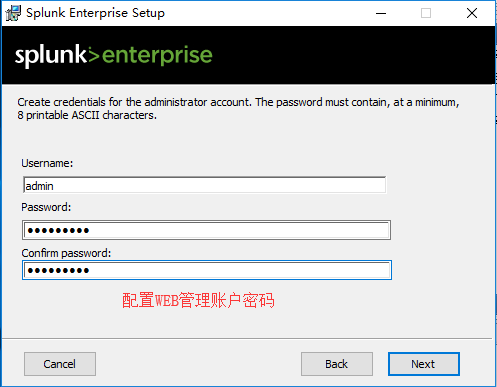 Splunk Enterprise Setup
splunk>enterprise
Create credentials for the administrator account. The password must contain, at a minimum,
8 printable ASCII characters.
Username:
admin
Password:
●●●●●●●●●
Confirm password:
●●●●●●●●●
配置WEB管理账户密码
Cancel
Back
Next